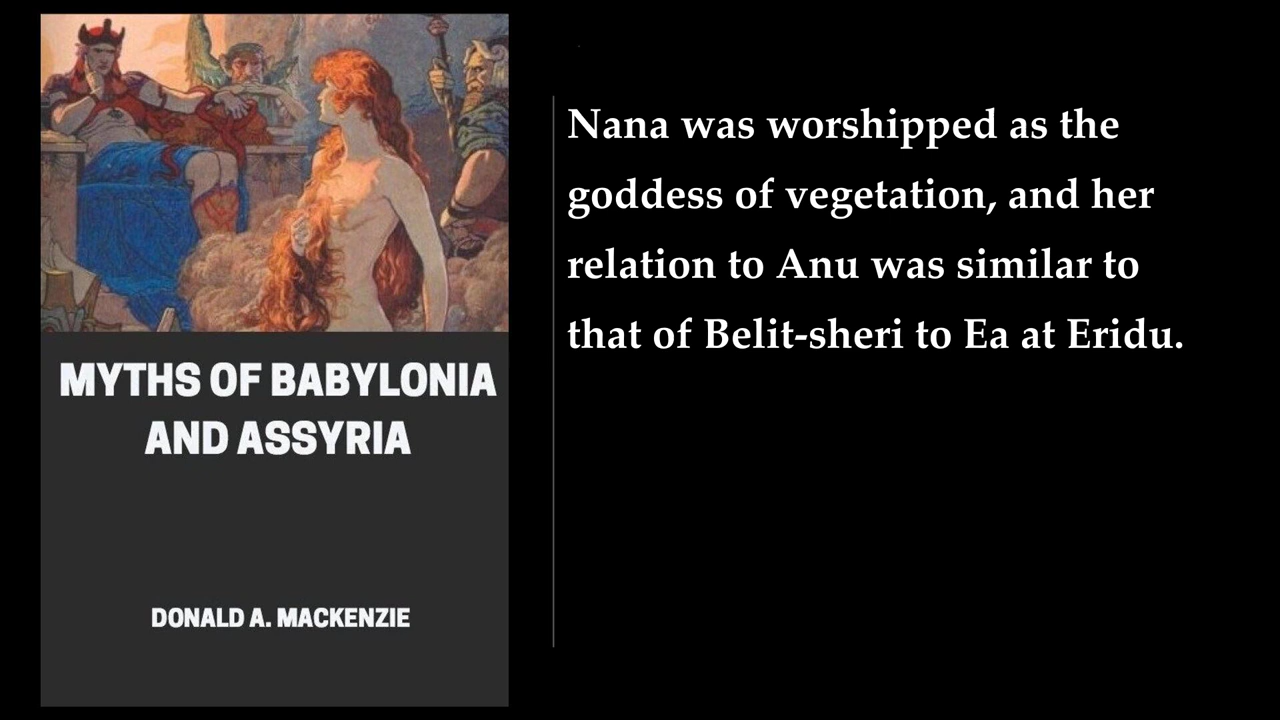 MYTHS OF BABYLONIA
AND ASSYRIA
DONALD A. MACKENZIE
Nana was worshipped as the
goddess of vegetation, and her
relation to Anu was similar to
that of Belit-sheri to Ea at Eridu.